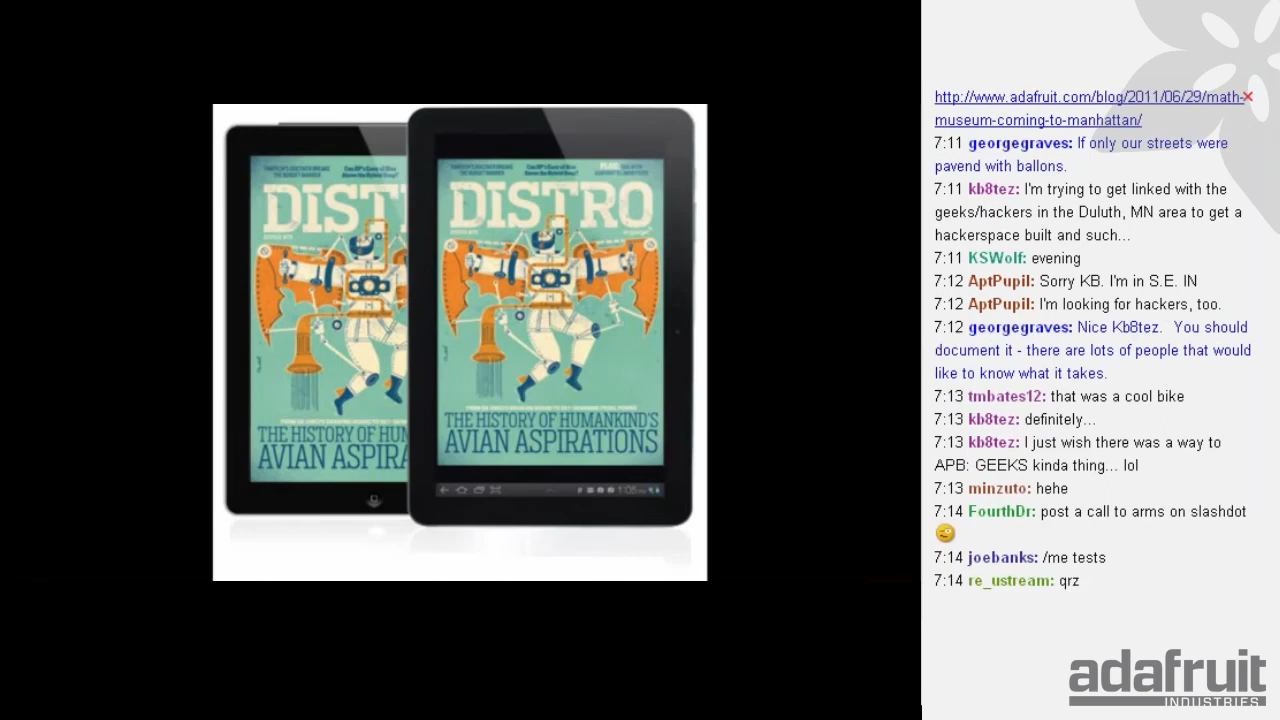 DIST
THE HISTORY OF HUM
AVIAN ASPIRA
DISTRO
THE HISTORY OF HUMANKIND'S
AVIAN ASPIRATIONS
1:05
http://www.adafruit.com/blog/2011/06/29/math-
museum-coming-to-manhattan/
7:11 georgegraves: If only our streets were
pavend with ballons.
7:11 kb8tez: I'm trying to get linked with the
geeks/hackers in the Duluth, MN area to get a
hackerspace built and such...
7:11 KSWolf: evening
7:12 AptPupil: Sorry KB. I'm in S.E. IN
7:12 AptPupil: I'm looking for hackers, too.
7:12 georgegraves: Nice Kb8tez. You should
document it - there are lots of people that would
like to know what it takes.
7:13 tmbates12: that was a cool bike
7:13 kb8tez: definitely...
7:13 kb8tez: I just wish there was a way to
APB: GEEKS kinda thing... lol
7:13 minzuto: hehe
7:14 FourthDr: post a call to arms on slashdot
7:14 joebanks: /me tests
7:14 re_ustream: qrz
adafruit
INDUSTRIES